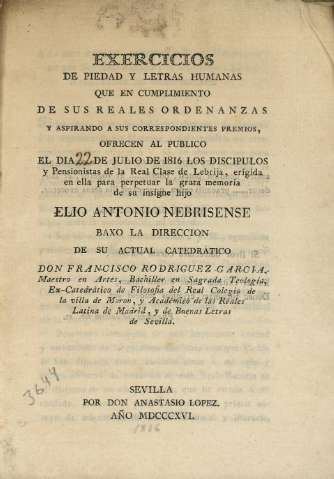 EXERCICIOS
DE PIEDAD Y LETRAS HUMANAS
QUE EN CUMPLIMIENTO
DE SUS REALES ORDENANZAS
Y ASPIRANDO A SUS CORRESPONDIENTES PREMIOS,
OFRECEN AL PUBLICO
EL DIA 22 DE JULIO DE 1816 LOS DISCIPULOS
y Pensionistas de la Real Clase de Lebrija, erigida
en ella para perpetuar la grata memoria
de su insigne hijo
ELIO ANTONIO NEBRISENSE
BAXO LA DIRECCION
DE SU ACTUAL CATEDRÁTICO
DON FRANCISCO RODRIGUEZ GARCIA,
Maestro en Artes, Bachiller en Sagrada Teología,
Ex-Catedrático de Filosofia del Real Colegio de
la villa de Moron, y Académico de las Reales
Latina de Madrid, y de Buenas Letras
de Sevilla.
3644
SEVILLA
POR DON ANASTASIO LOPEZ.
AÑO MDCCCXVI.
1816